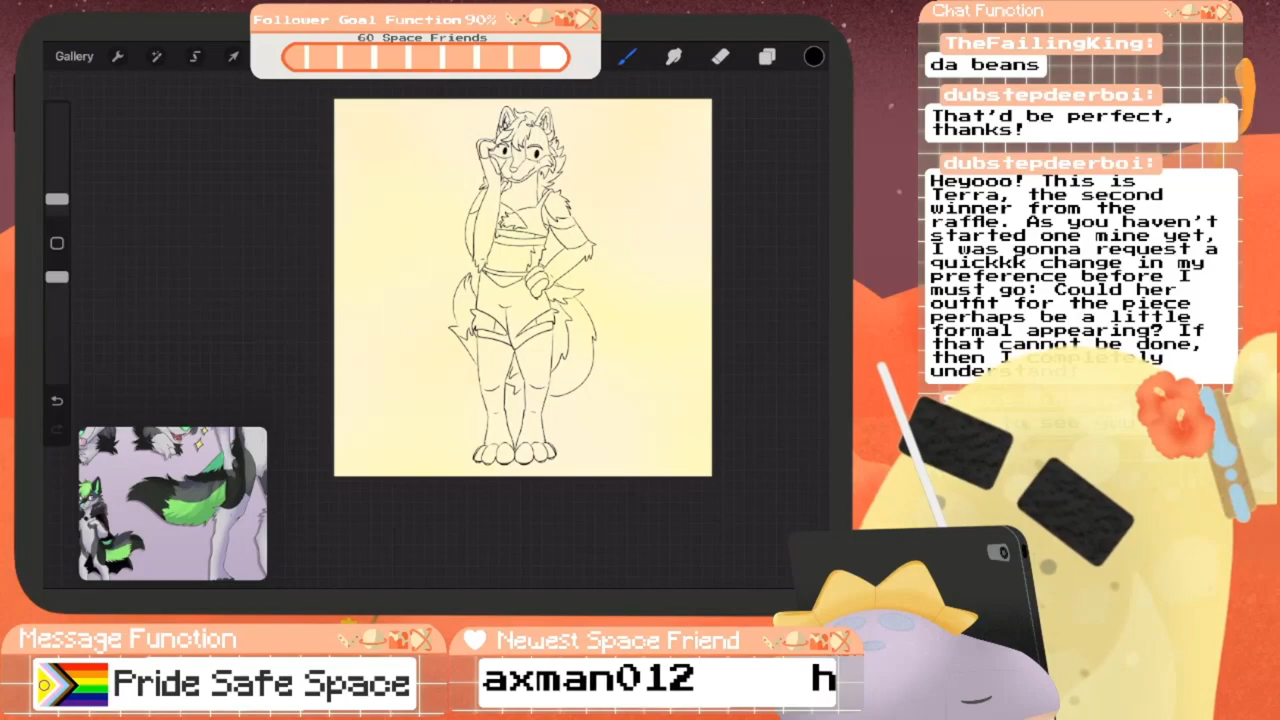 Follower Goal Function 90%
60 Space Friends
Gallery
Chat Function
TheFailingKing:
da beans
dubstepdeerboi:
That'd be perfect,
thanks!
dubstepdeerboi:
Heyooo! This is
Terra, the second
winner from the
raffle. As you haven't
started one mine yet,
I was gonna request a
quickkk change in my
preference before I
must go: Could her
outfit for the piece
perhaps be a little
formal appearing? If
that cannot be done,
then I completely
understand!
Message Function
Pride Safe Space
Newest Space Friend
axman012 h